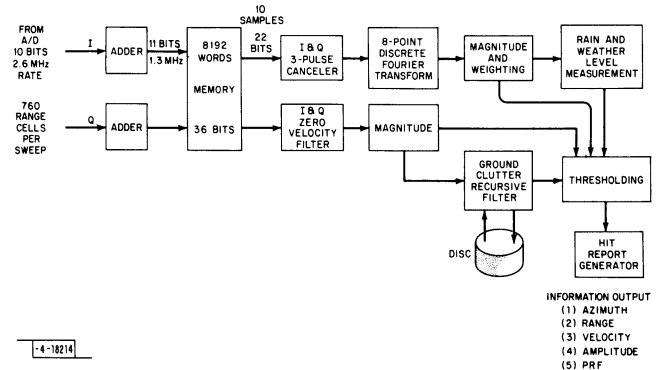 FROM
A/D
10 BITS
2.6 MHz
RATE
I
ADDER
11 BITS
1.3 MHz
8192
WORDS
MEMORY
36 BITS
10
SAMPLES
22
BITS
I & Q
3-PULSE
CANCELER
8-POINT
DISCRETE
FOURIER
TRANSFORM
MAGNITUDE
AND
WEIGHTING
RAIN AND
WEATHER
LEVEL
MEASUREMENT
760
RANGE
CELLS
PER
SWEEP
Q
ADDER
I & Q
ZERO
VELOCITY
FILTER
MAGNITUDE
GROUND
CLUTTER
RECURSIVE
FILTER
DISC
THRESHOLDING
HIT
REPORT
GENERATOR
INFORMATION OUTPUT
(1) AZIMUTH
(2) RANGE
(3) VELOCITY
(4) AMPLITUDE
(5) PRF
-4-18214